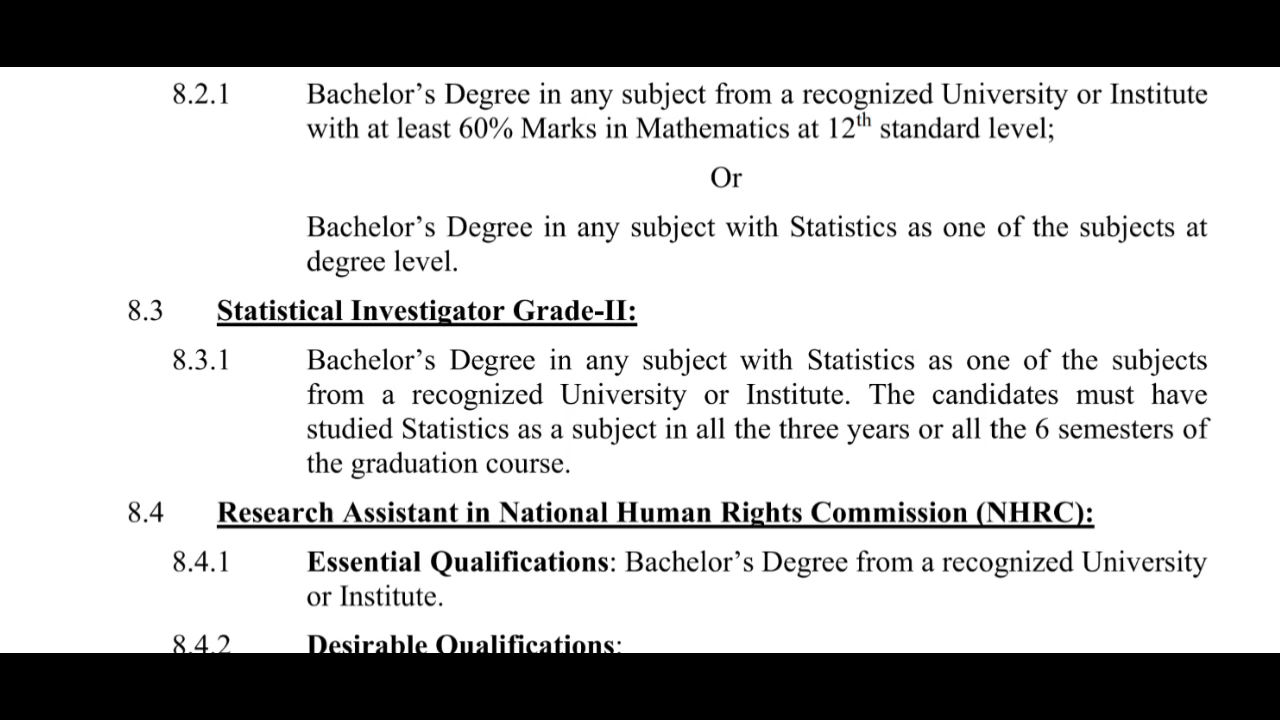 8.2.1 Bachelor’s Degree in any subject from a recognized University or Institute
with at least 60% Marks in Mathematics at 12th standard level;
Or
Bachelor’s Degree in any subject with Statistics as one of the subjects at
degree level.
8.3 Statistical Investigator Grade-II:
8.3.1 Bachelor’s Degree in any subject with Statistics as one of the subjects
from a recognized University or Institute. The candidates must have
studied Statistics as a subject in all the three years or all the 6 semesters of
the graduation course.
8.4 Research Assistant in National Human Rights Commission (NHRC):
8.4.1 Essential Qualifications: Bachelor’s Degree from a recognized University
or Institute.
8.4.2 Desirable Qualifications: